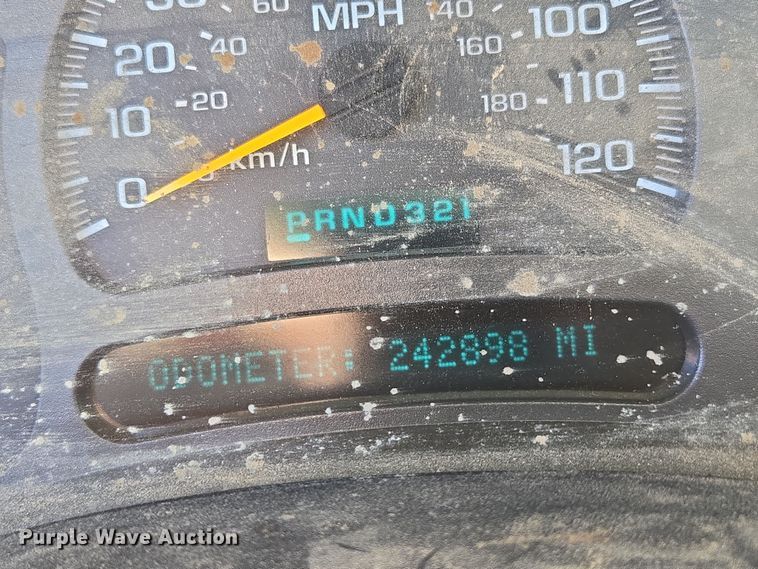 60 MPH 140
20 40 160 100
10 20 180 110
0 km/h 120
PRND321
ODOMETER: 242898 MI
Purple Wave Auction